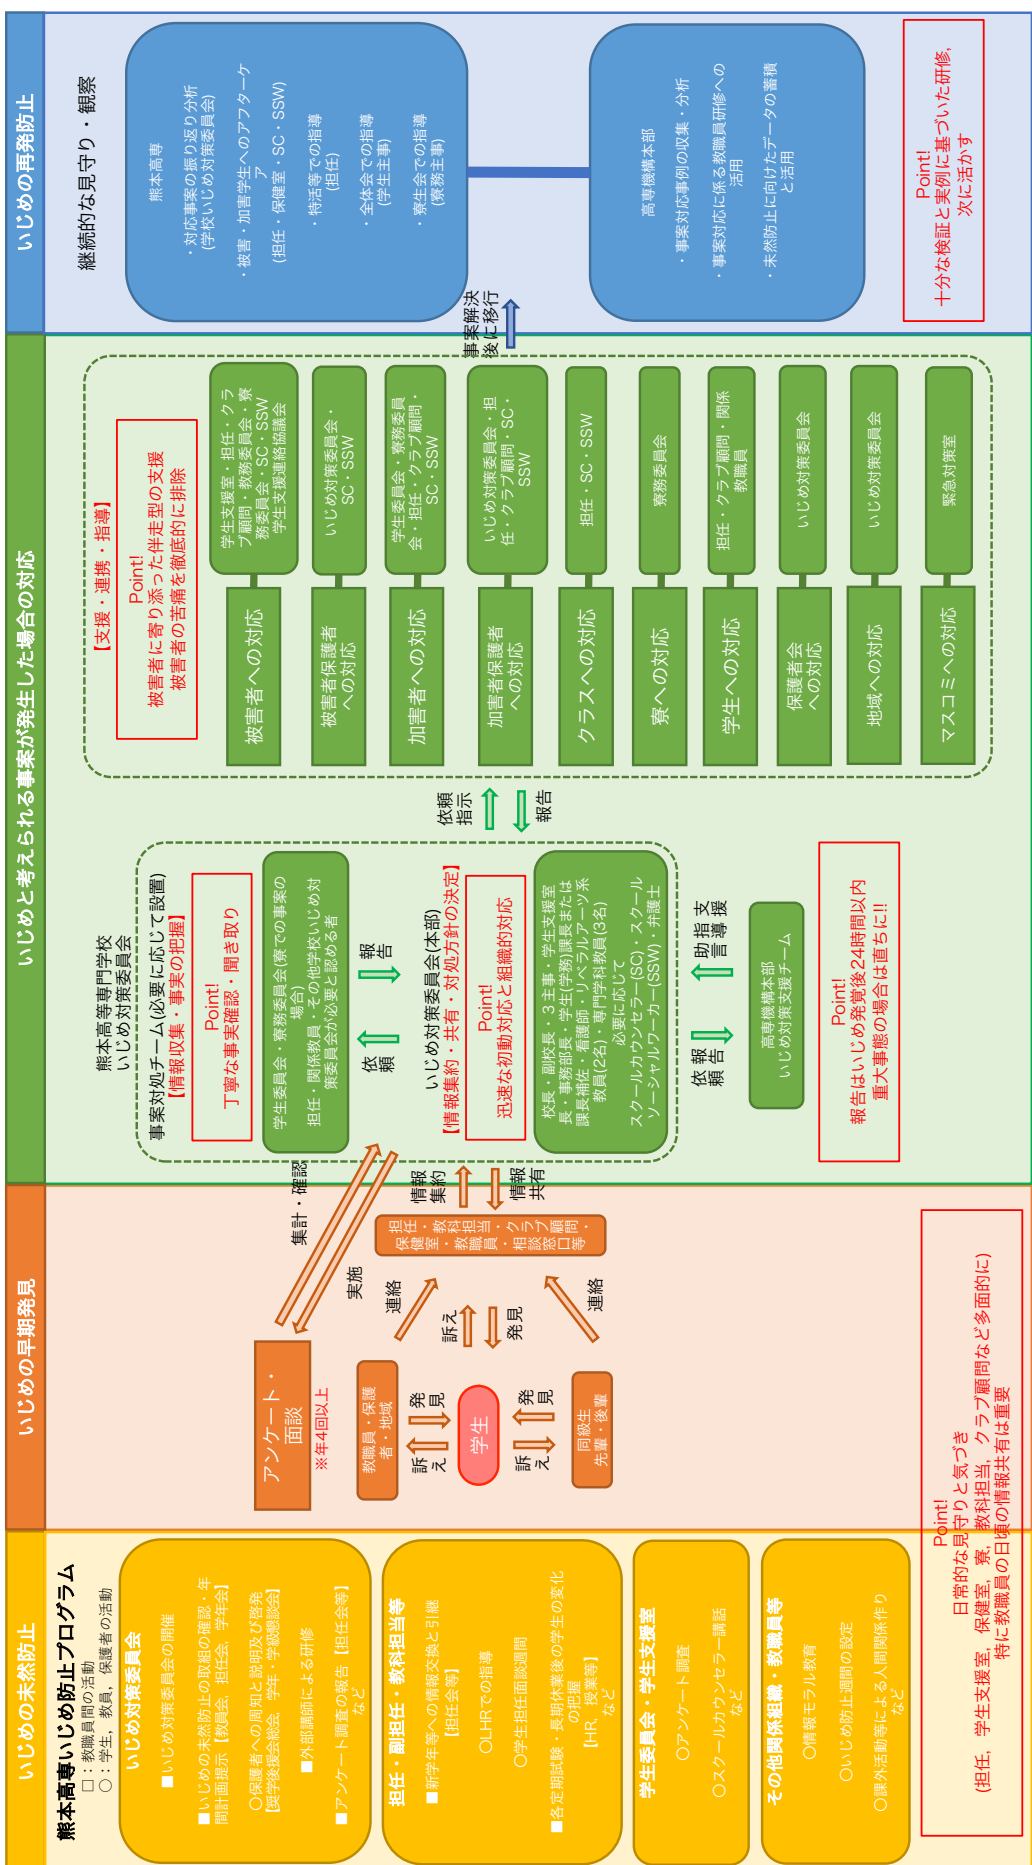 いじめの未然防止
熊本高専いじめ防止プログラム
□：教職員間の活動
○：学生，教員，保護者の活動
いじめ対策委員会
■いじめ対策委員会の開催
■いじめの未然防止の取組の確認・年
間計画提示【教員会、担任会、学年会】
○保護者への周知と説明及び啓発
【奨学後援会総会、学年・学級懇談会】
■外部講師による研修
■アンケート調査の報告【担任会等】
など
担任・副担任・教科担当等
■新学年等への情報交換と引継
【担任会等】
○LHRでの指導
○学生担任面談週間
■各定期試験・長期休業後の学生の変化
の把握
【HR、授業等】
など
学生委員会・学生支援室
○アンケート調査
○スクールカウンセラー講話
など
その他関係組織・教職員等
○情報モラル教育
○いじめ防止週間の設定
○課外活動等による人間関係作り
など
いじめの早期発見
アンケート・
面談
※年4回以上
集計・確認
実施
教職員・保護
者・地域
訴え
発見
学生
訴え
発見
同級生
先輩・後輩
連絡
訴え
発見
連絡
担任・教科担当・クラブ顧問・
保健室・教職員・相談窓口等
情報
集約
情報
共有
Point!
日常的な見守りと気づき
(担任，学生支援室，保健室，寮，教科担当，クラブ顧問など多面的に)
特に教職員の日頃の情報共有は重要
いじめと考えられる事案が発生した場合の対応
熊本高等専門学校
いじめ対策委員会
事案対処チーム(必要に応じて設置)
【情報収集・事実の把握】
Point!
丁寧な事実確認・聞き取り
学生委員会・寮務委員会(寮での事案の
場合)
担任・関係教員・その他学校いじめ対
策委員会が必要と認める者
依頼
報告
いじめ対策委員会(本部)
【情報集約・共有・対処方針の決定】
Point!
迅速な初動対応と組織的対応
校長・副校長・３主事・学生支援室
長・事務部長・学生(学務)課長または
課長補佐・看護師・リベラルアーツ系
教員(2名)・専門学科教員(3名)
必要に応じて
スクールカウンセラー(SC)・スクール
ソーシャルワーカー(SSW)・弁護士
依頼
報告
助言
指導
支援
高専機構本部
いじめ対策支援チーム
Point!
報告はいじめ発覚後24時間以内
重大事態の場合は直ちに!!
依頼
指示
報告
【支援・連携・指導】
Point!
被害者に寄り添った伴走型の支援
被害者の苦痛を徹底的に排除
被害者への対応
学生支援室・担任・クラ
ブ顧問・教務委員会・寮
務委員会・SC・SSW
学生支援連絡協議会
被害者保護者
への対応
いじめ対策委員会・
SC・SSW
加害者への対応
学生委員会・寮務委員
会・担任・クラブ顧問・
SC・SSW
加害者保護者
への対応
いじめ対策委員会・担
任・クラブ顧問・SC・
SSW
クラスへの対応
担任・SC・SSW
寮への対応
寮務委員会
学生への対応
担任・クラブ顧問・関係
教職員
保護者会
への対応
いじめ対策委員会
地域への対応
いじめ対策委員会
マスコミへの対応
緊急対策室
事案解決
後に移行
いじめの再発防止
継続的な見守り・観察
熊本高専
・対応事案の振り返り分析
(学校いじめ対策委員会)
・被害・加害学生へのアフターケ
ア
(担任・保健室・SC・SSW)
・特活等での指導
(担任)
・全体会での指導
(学生主事)
・寮生会での指導
(寮務主事)
高専機構本部
・事案対応事例の収集・分析
・事案対応に係る教職員研修への
活用
・未然防止に向けたデータの蓄積
と活用
Point!
十分な検証と実例に基づいた研修，
次に活かす